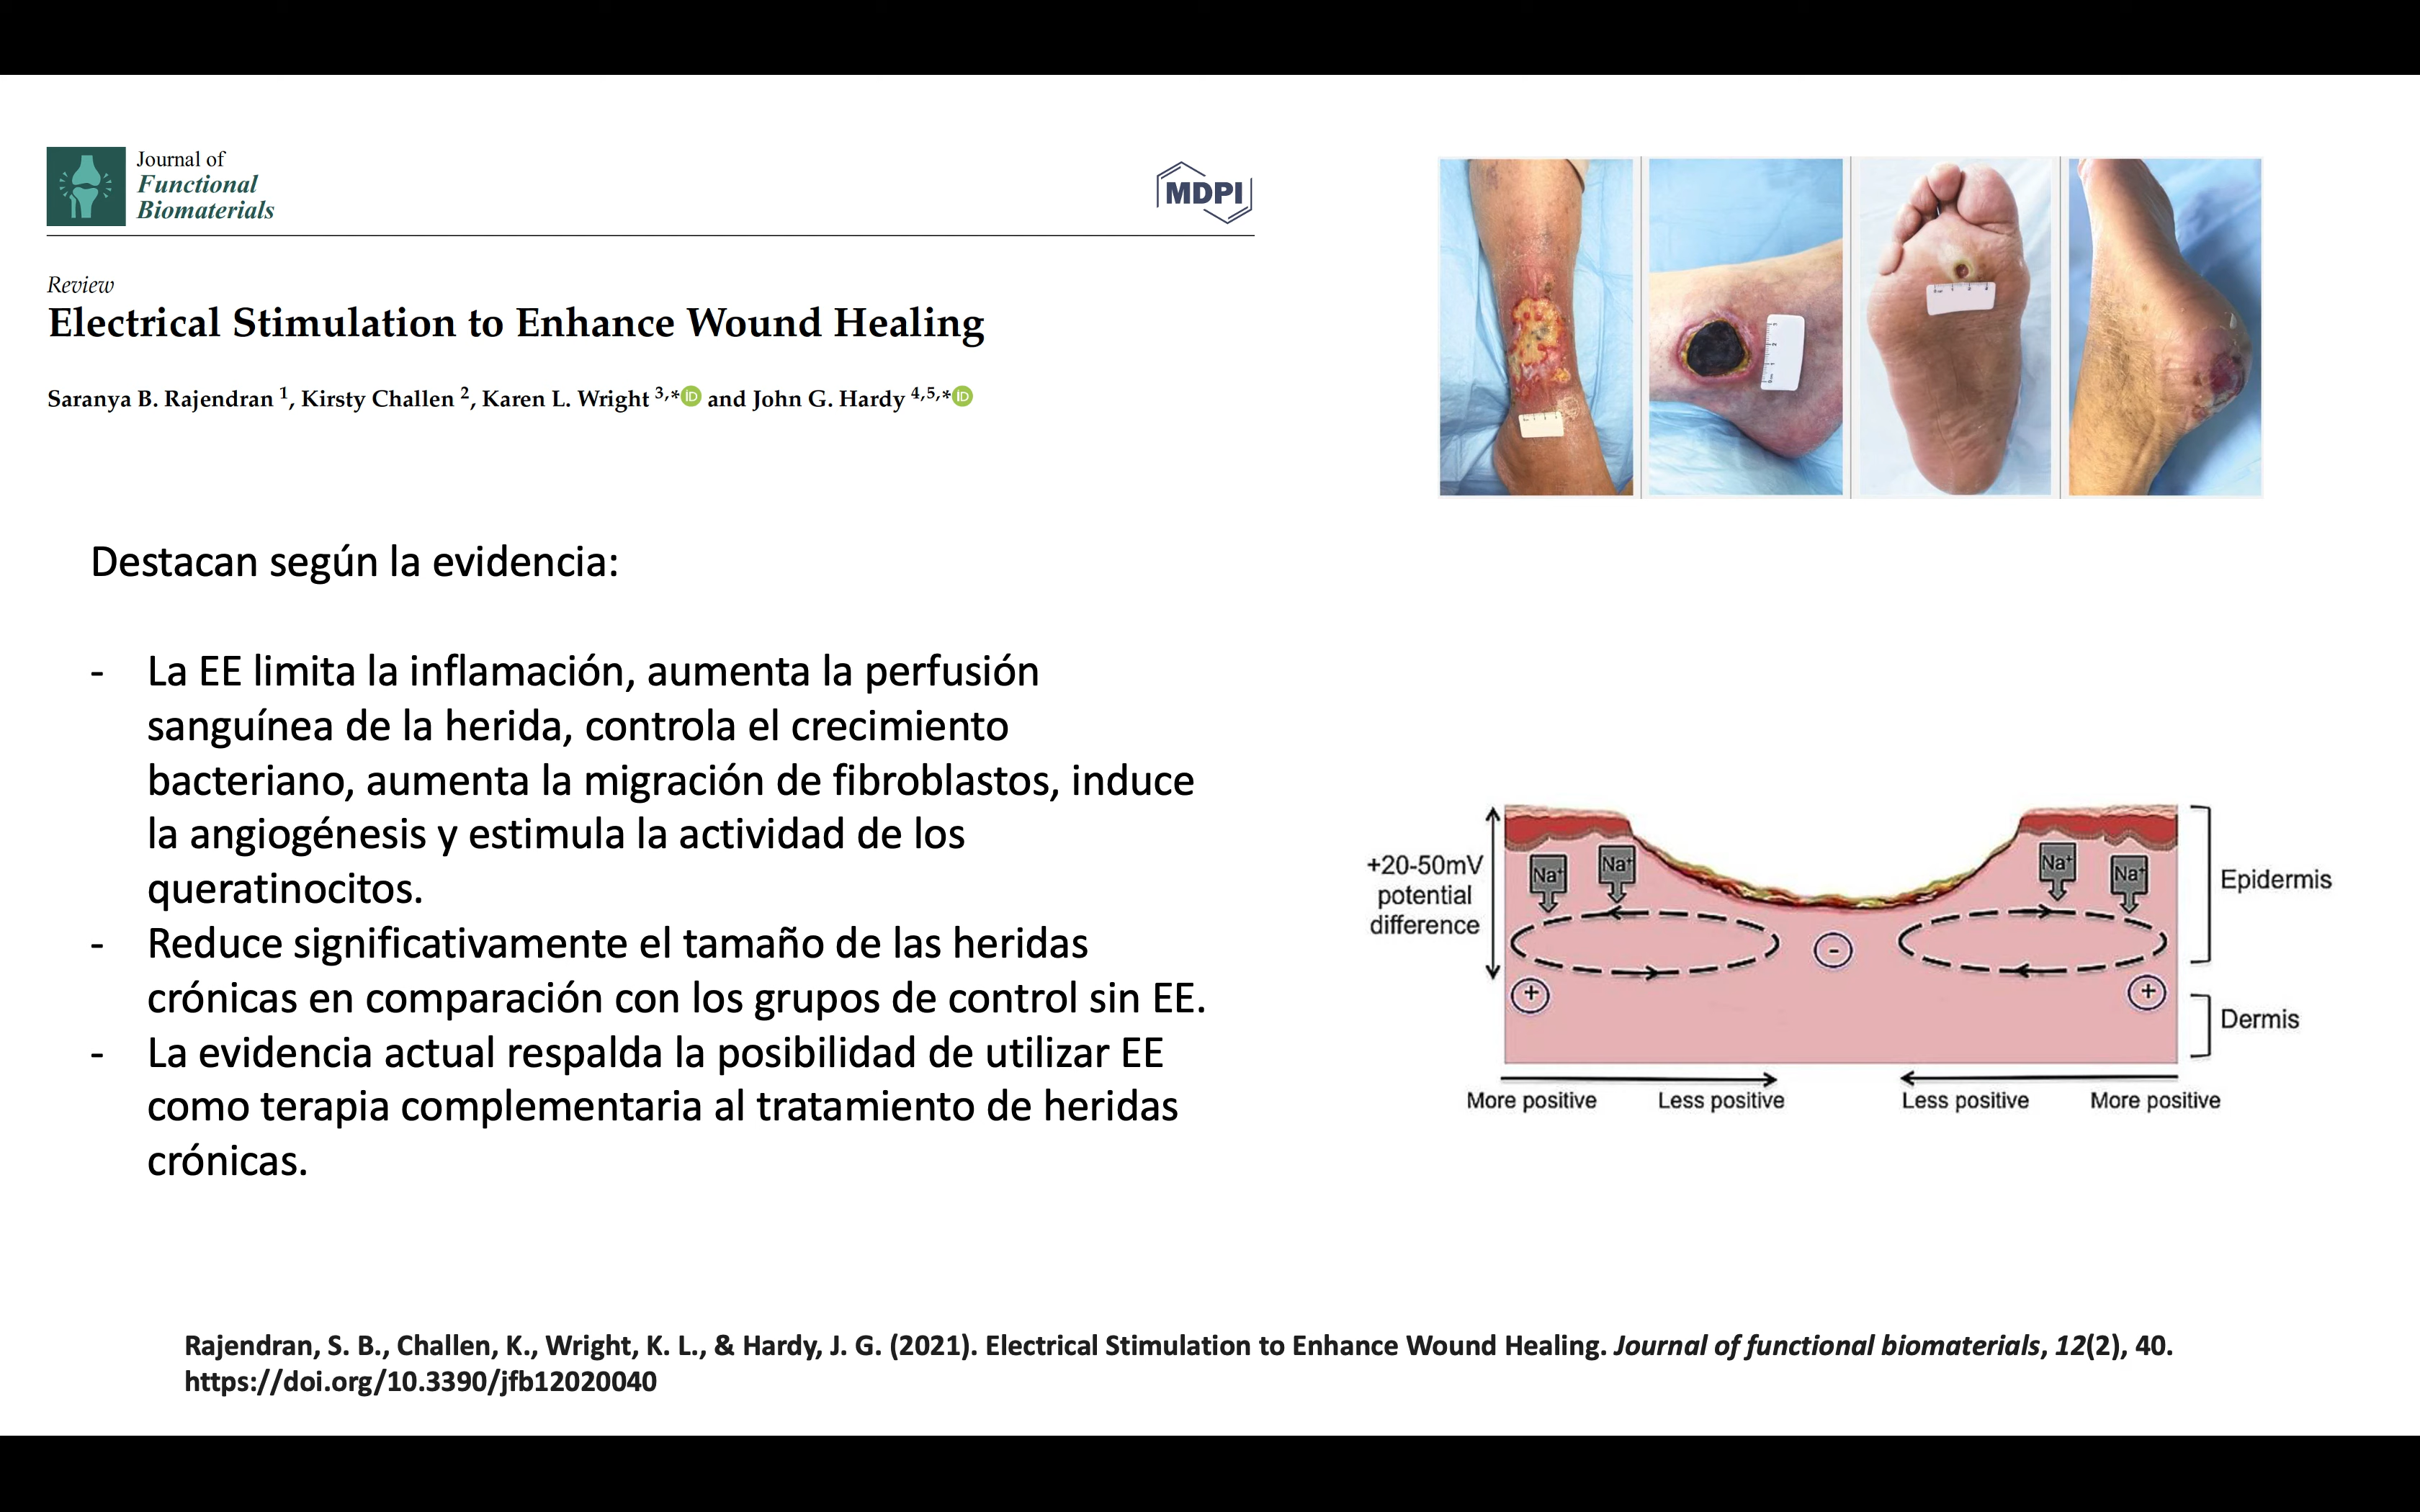 Journal of
Functional
Biomaterials
MDPI
Review
Electrical Stimulation to Enhance Wound Healing
Saranya B. Rajendran 1, Kirsty Challen 2, Karen L. Wright 3,* iD and John G. Hardy 4,5,* iD
Destacan según la evidencia:
- La EE limita la inflamación, aumenta la perfusión
sanguínea de la herida, controla el crecimiento
bacteriano, aumenta la migración de fibroblastos, induce
la angiogénesis y estimula la actividad de los
queratinocitos.
- Reduce significativamente el tamaño de las heridas
crónicas en comparación con los grupos de control sin EE.
- La evidencia actual respalda la posibilidad de utilizar EE
como terapia complementaria al tratamiento de heridas
crónicas.
+20-50mV
potential
difference
Na+
Na+
Na+
Na+
-
+
+
Epidermis
Dermis
More positive
Less positive
Less positive
More positive
Rajendran, S. B., Challen, K., Wright, K. L., & Hardy, J. G. (2021). Electrical Stimulation to Enhance Wound Healing. Journal of functional biomaterials, 12(2), 40.
https://doi.org/10.3390/jfb12020040